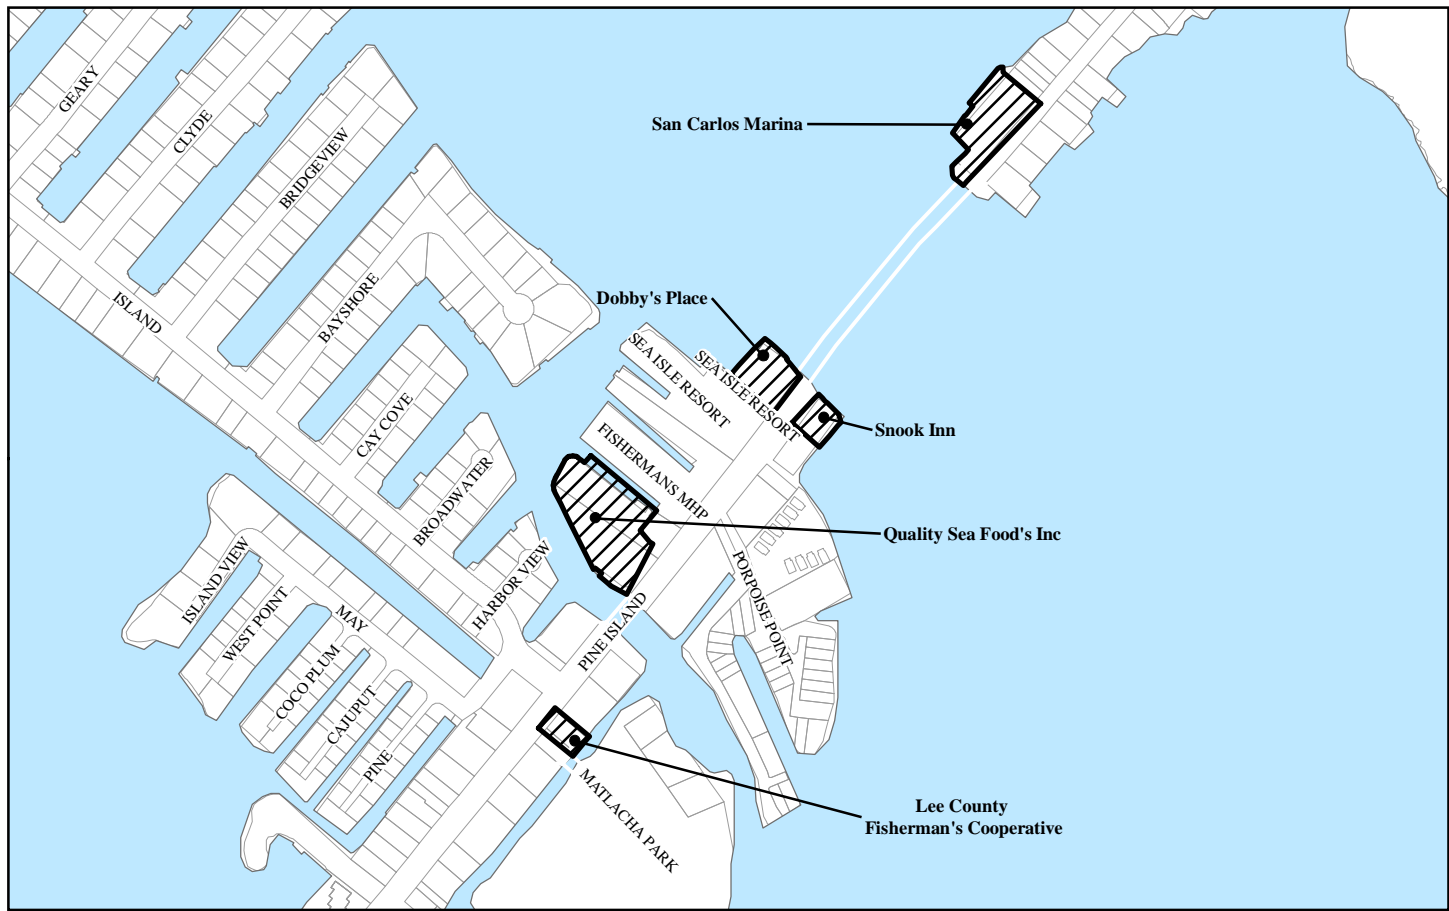 GEARY
CLYDE
BRIDGEVIEW
San Carlos Marina
ISLAND
BAYSHORE
Dobby's Place
SEA ISLE RESORT
SEA ISLE RESORT
CAY COVE
Snook Inn
BROADWATER
FISHERMANS MHP
Quality Sea Food's Inc
HARBOR VIEW
ISLAND VIEW
WEST POINT
MAY
PINE ISLAND
PORPOISE POINT
COCO PLUM
CAJUPUT
PINE
MATLACHA PARK
Lee County
Fisherman's Cooperative